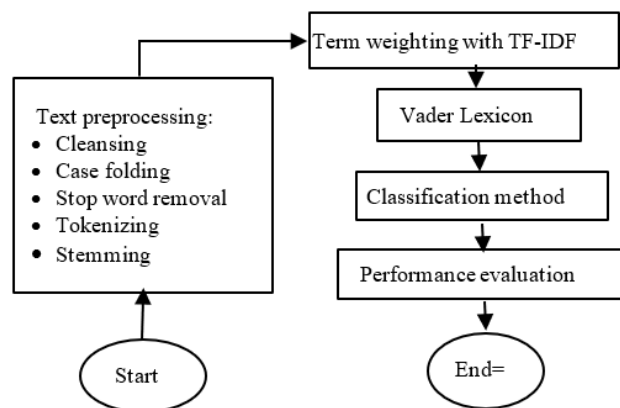 Start
Text preprocessing:
• Cleansing
• Case folding
• Stop word removal
• Tokenizing
• Stemming
Term weighting with TF-IDF
Vader Lexicon
Classification method
Performance evaluation
End=